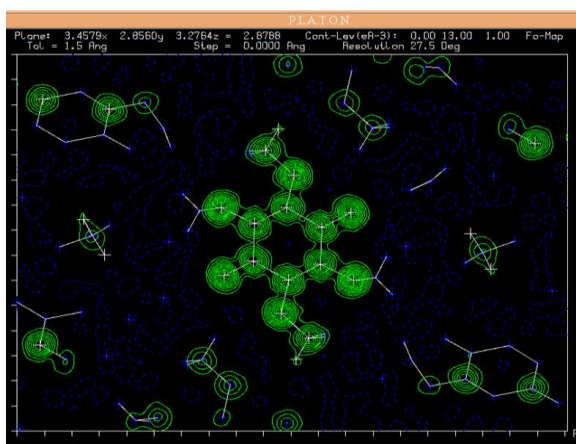 PLATON
Plane: 3.4579x 2.8560y 3.2764z = 2.8788 Cont-Lev(eA-3): 0.00 13.00 1.00 Fo-Map
Tol = 1.5 Ang Step = 0.0000 Ang Resolution 27.5 Deg